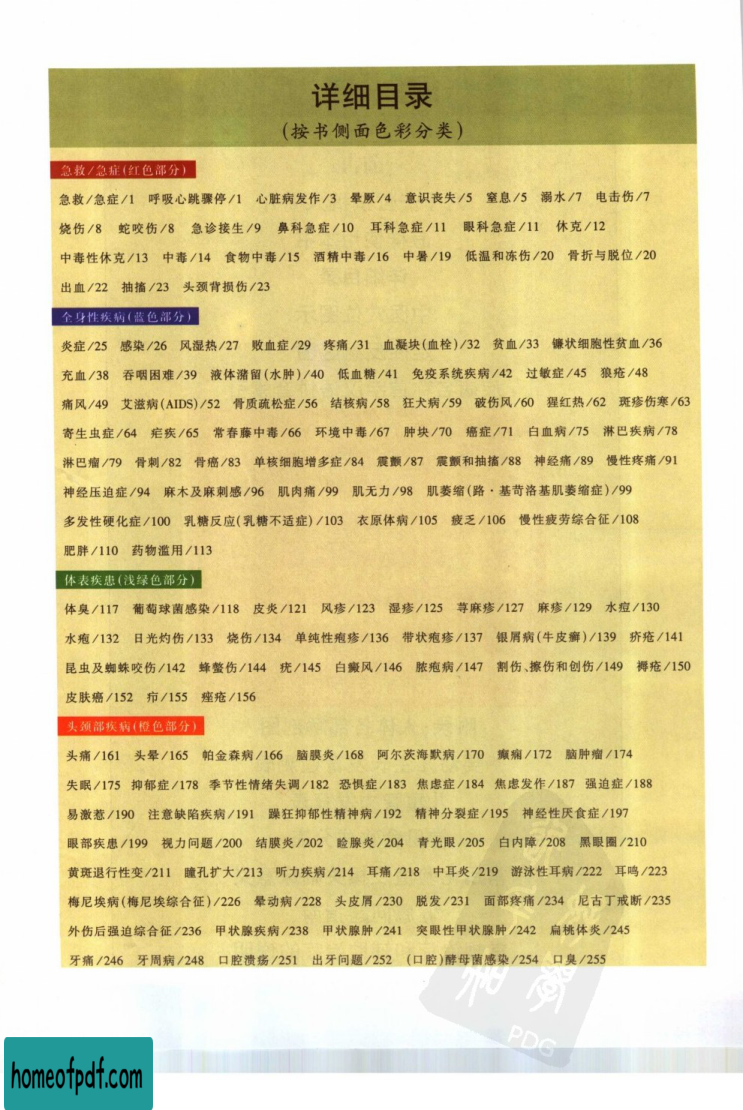 详细目录
(按书侧面色彩分类)
急救/急症(红色部分)
急救/急症/1 呼吸心跳骤停/1 心脏病发作/3 晕厥/4 意识丧失/5 窒息/5 溺水/7 电击伤/7
烧伤/8 蛇咬伤/8 急诊接生/9 鼻科急症/10 耳科急症/11 眼科急症/11 休克/12
中毒性休克/13 中毒/14 食物中毒/15 酒精中毒/16 中暑/19 低温和冻伤/20 骨折与脱位/20
出血/22 抽搐/23 头颈背损伤/23
全身性疾病(蓝色部分)
炎症/25 感染/26 风湿热/27 败血症/29 疼痛/31 血凝块(血栓)/32 贫血/33 镰状细胞性贫血/36
充血/38 吞咽困难/39 液体潴留(水肿)/40 低血糖/41 免疫系统疾病/42 过敏症/45 狼疮/48
痛风/49 艾滋病(AIDS)/52 骨质疏松症/56 结核病/58 狂犬病/59 破伤风/60 猩红热/62 斑疹伤寒/63
寄生虫症/64 疟疾/65 常春藤中毒/66 环境中毒/67 肿块/70 癌症/71 白血病/75 淋巴疾病/78
淋巴瘤/79 骨刺/82 骨癌/83 单核细胞增多症/84 震颤/87 震颤和抽搐/88 神经痛/89 慢性疼痛/91
神经压迫症/94 麻木及麻刺感/96 肌肉痛/99 肌无力/98 肌萎缩(路·基苛洛基肌萎缩症)/99
多发性硬化症/100 乳糖反应(乳糖不适症)/103 衣原体病/105 疲乏/106 慢性疲劳综合征/108
肥胖/110 药物滥用/113
体表疾患(浅绿色部分)
体臭/117 葡萄球菌感染/118 皮炎/121 风疹/123 湿疹/125 荨麻疹/127 麻疹/129 水痘/130
水疱/132 日光灼伤/133 烧伤/134 单纯性疱疹/136 带状疱疹/137 银屑病(牛皮癣)/139 疥疮/141
昆虫及蜘蛛咬伤/142 蜂螫伤/144 疣/145 白癜风/146 脓疱病/147 割伤、擦伤和创伤/149 褥疮/150
皮肤癌/152 疖/155 痤疮/156
头颈部疾病(橙色部分)
头痛/161 头晕/165 帕金森病/166 脑膜炎/168 阿尔茨海默病/170 癫痫/172 脑肿瘤/174
失眠/175 抑郁症/178 季节性情绪失调/182 恐惧症/183 焦虑症/184 焦虑发作/187 强迫症/188
易激惹/190 注意缺陷疾病/191 躁狂抑郁性精神病/192 精神分裂症/195 神经性厌食症/197
眼部疾患/199 视力问题/200 结膜炎/202 睑腺炎/204 青光眼/205 白内障/208 黑眼圈/210
黄斑退行性变/211 瞳孔扩大/213 听力疾病/214 耳痛/218 中耳炎/219 游泳性耳病/222 耳鸣/223
梅尼埃病(梅尼埃综合征)/226 晕动病/228 头皮屑/230 脱发/231 面部疼痛/234 尼古丁戒断/235
外伤后强迫综合征/236 甲状腺疾病/238 甲状腺肿/241 突眼性甲状腺肿/242 扁桃体炎/245
牙痛/246 牙周病/248 口腔溃疡/251 出牙问题/252 (口腔)酵母菌感染/254 口臭/255
PDG
homeofpdf.com